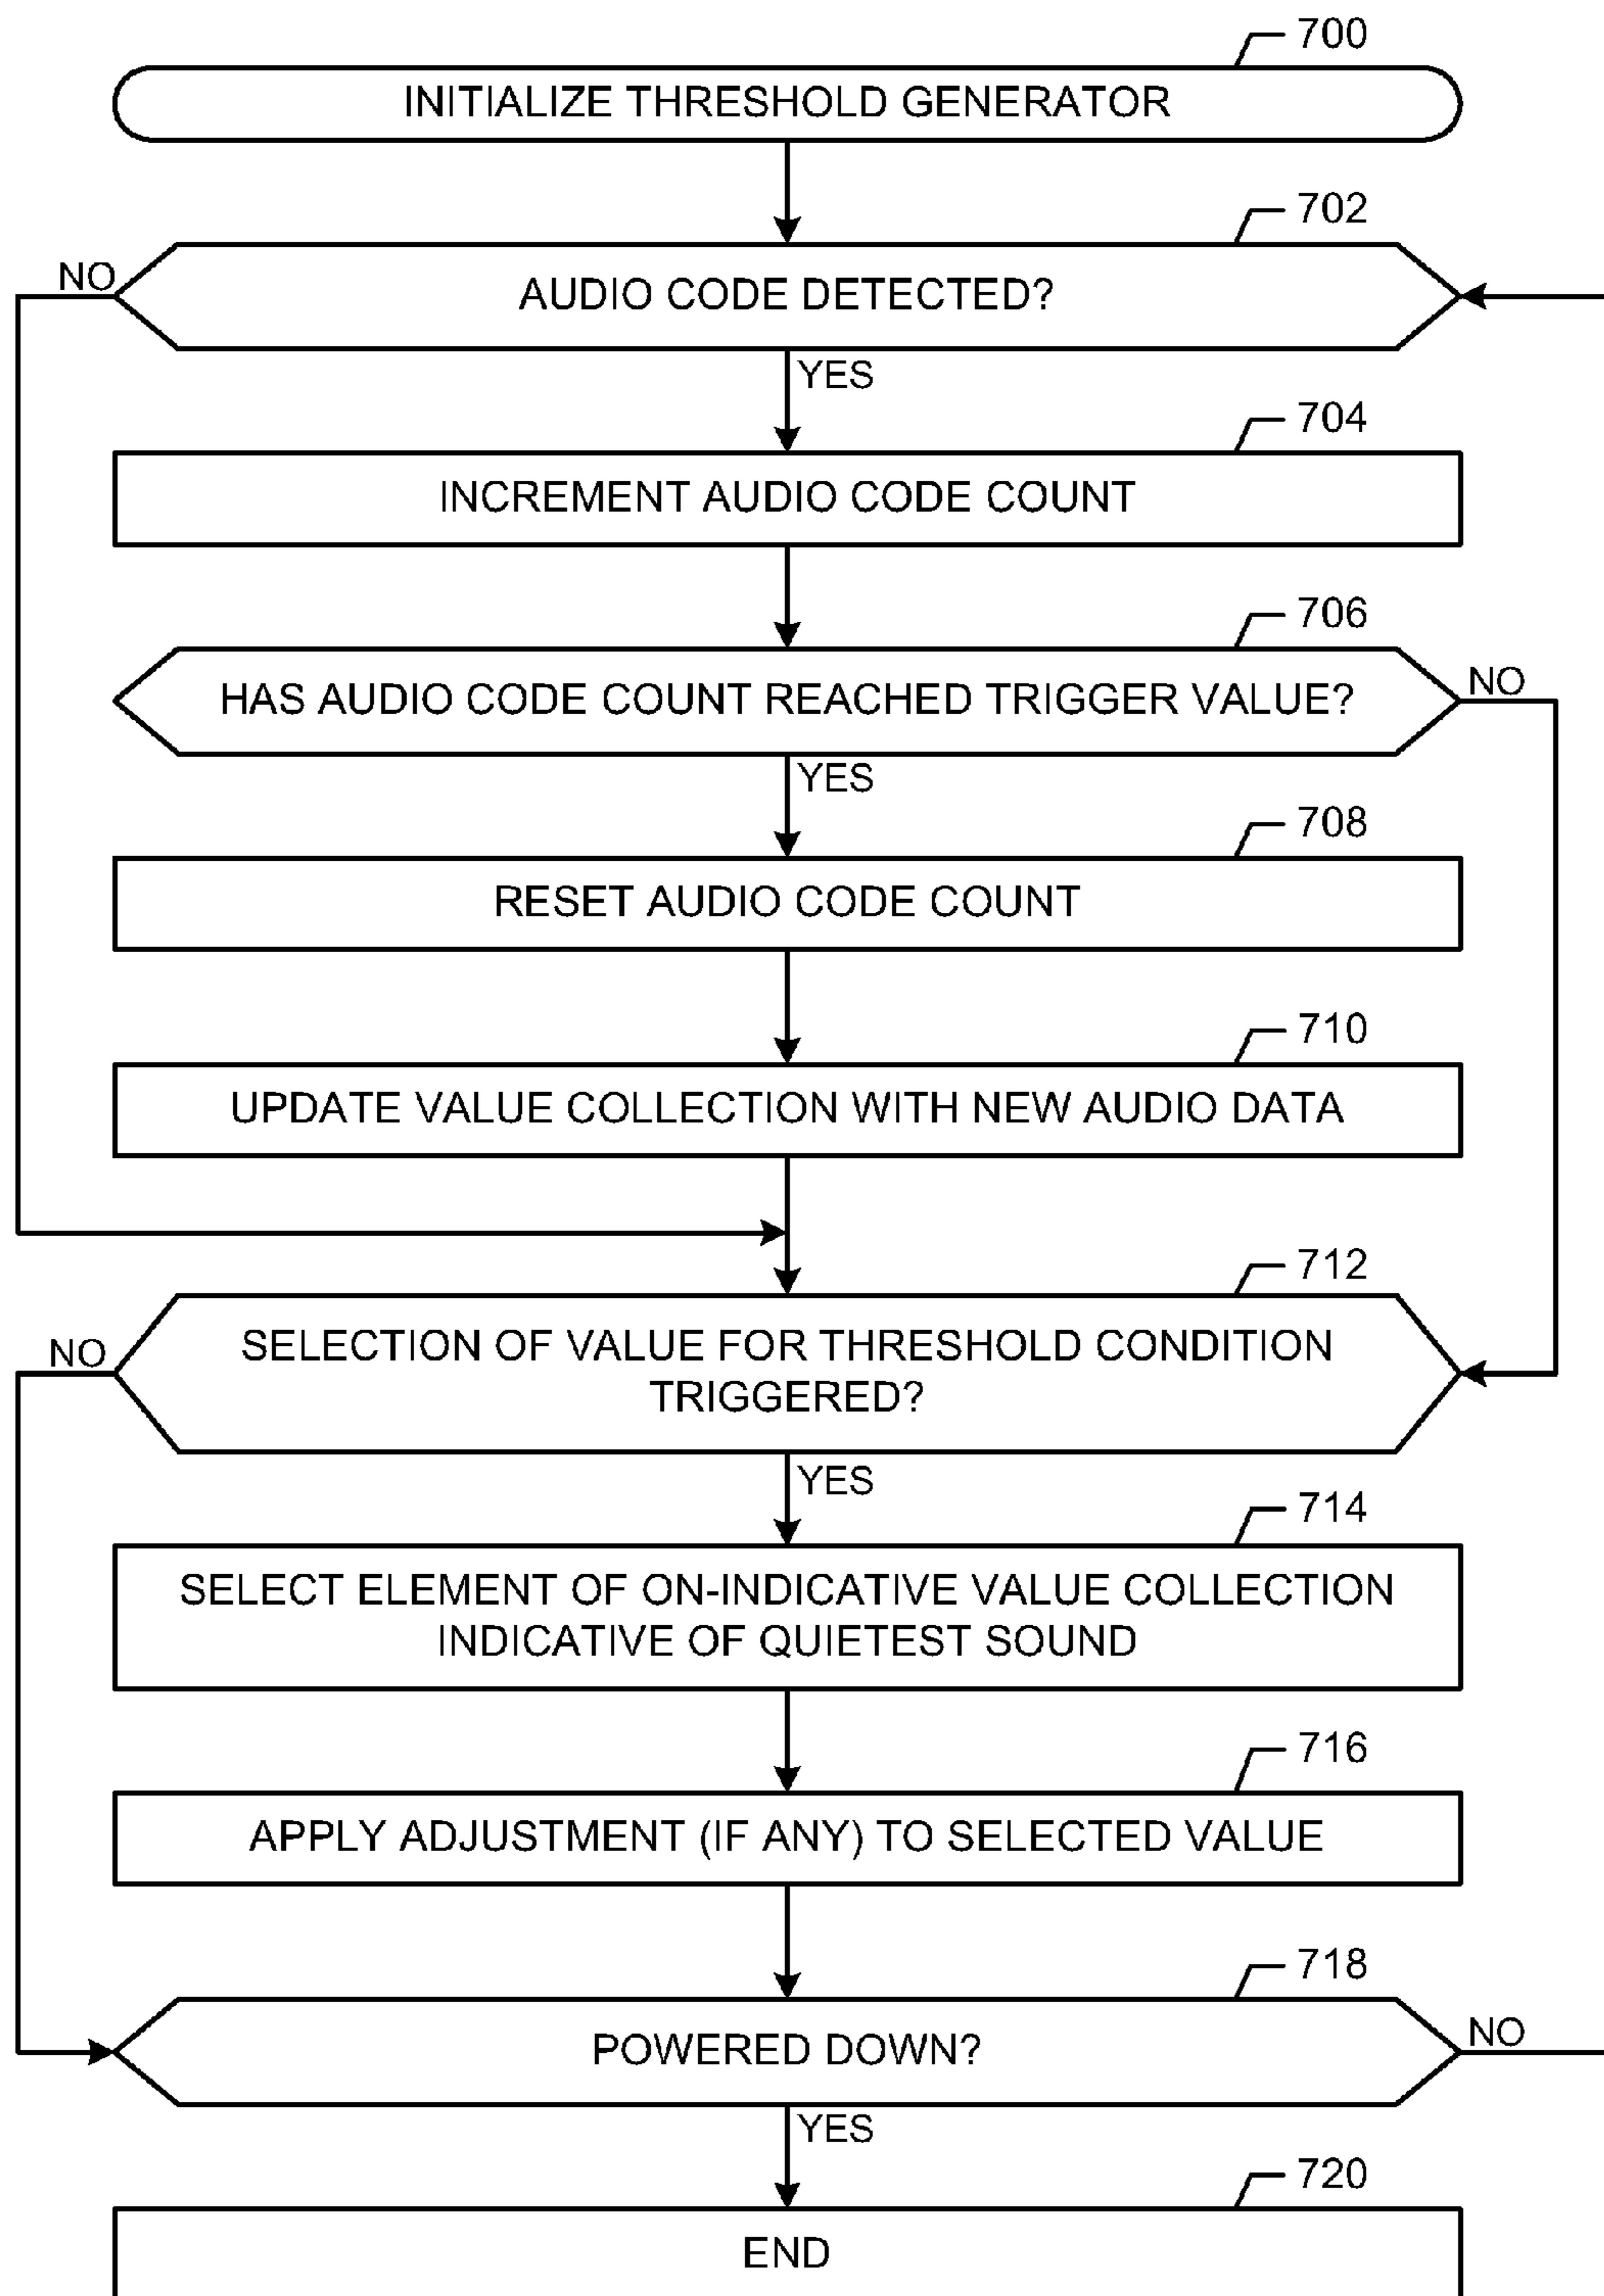 700
INITIALIZE THRESHOLD GENERATOR
702
NO
AUDIO CODE DETECTED?
YES
704
INCREMENT AUDIO CODE COUNT
706
HAS AUDIO CODE COUNT REACHED TRIGGER VALUE?
NO
YES
708
RESET AUDIO CODE COUNT
710
UPDATE VALUE COLLECTION WITH NEW AUDIO DATA
712
NO
SELECTION OF VALUE FOR THRESHOLD CONDITION
TRIGGERED?
YES
714
SELECT ELEMENT OF ON-INDICATIVE VALUE COLLECTION
INDICATIVE OF QUIETEST SOUND
716
APPLY ADJUSTMENT (IF ANY) TO SELECTED VALUE
718
POWERED DOWN?
NO
YES
720
END